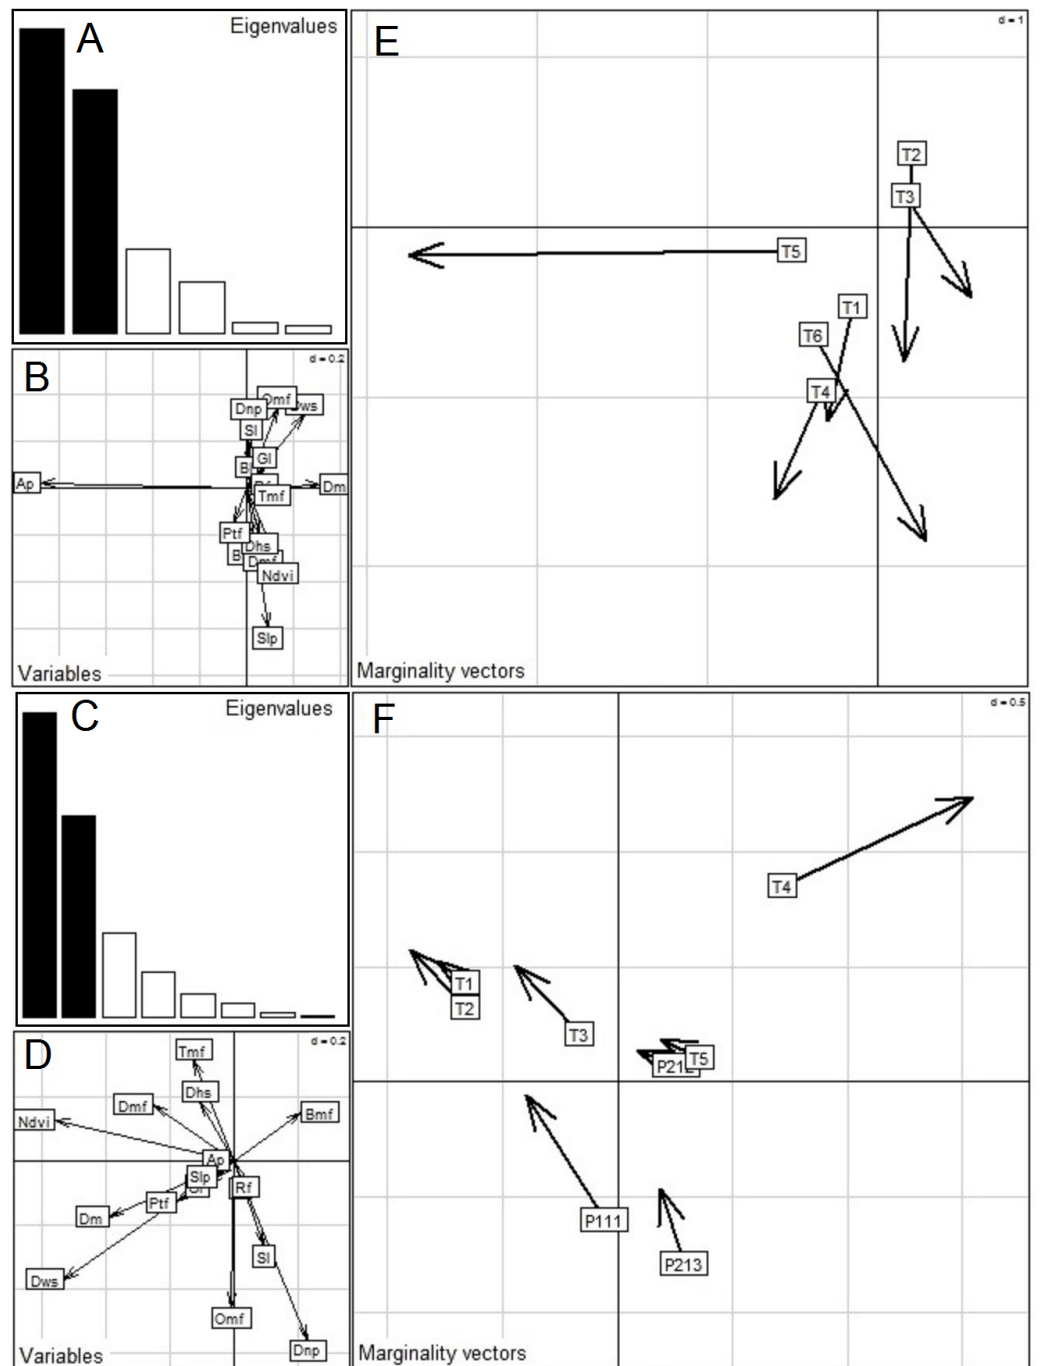 A
Eigenvalues
E
d = 1
T2
T3
T5
T1
T6
T4
Marginality vectors
B
d = 0.2
Dnp
Omf
Dws
Sl
Gl
Ap
Dm
Tmf
Ptf
Dhs
Dmf
Ndvi
Slp
Variables
C
Eigenvalues
F
d = 0.5
T4
T1
T2
T3
T5
P212
P111
P213
Marginality vectors
D
d = 0.2
Tmf
Dhs
Dmf
Bmf
Ndvi
Ap
Slp
Rf
Ptf
Dm
Sl
Dws
Omf
Dnp
Variables